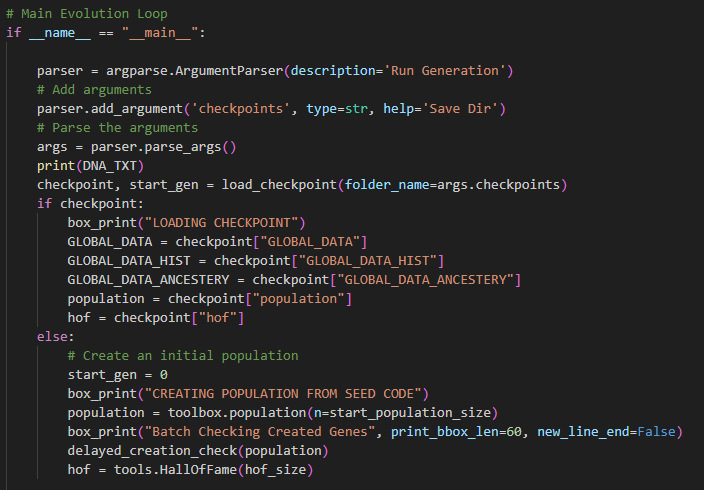 # Main Evolution Loop
if __name__ == "__main__":
parser = argparse.ArgumentParser(description='Run Generation')
# Add arguments
parser.add_argument('checkpoints', type=str, help='Save Dir')
# Parse the arguments
args = parser.parse_args()
print(DNA_TXT)
checkpoint, start_gen = load_checkpoint(folder_name=args.checkpoints)
if checkpoint:
box_print("LOADING CHECKPOINT")
GLOBAL_DATA = checkpoint["GLOBAL_DATA"]
GLOBAL_DATA_HIST = checkpoint["GLOBAL_DATA_HIST"]
GLOBAL_DATA_ANCESTERY = checkpoint["GLOBAL_DATA_ANCESTERY"]
population = checkpoint["population"]
hof = checkpoint["hof"]
else:
# Create an initial population
start_gen = 0
box_print("CREATING POPULATION FROM SEED CODE")
population = toolbox.population(n=start_population_size)
box_print("Batch Checking Created Genes", print_bbox_len=60, new_line_end=False)
delayed_creation_check(population)
hof = tools.HallOfFame(hof_size)